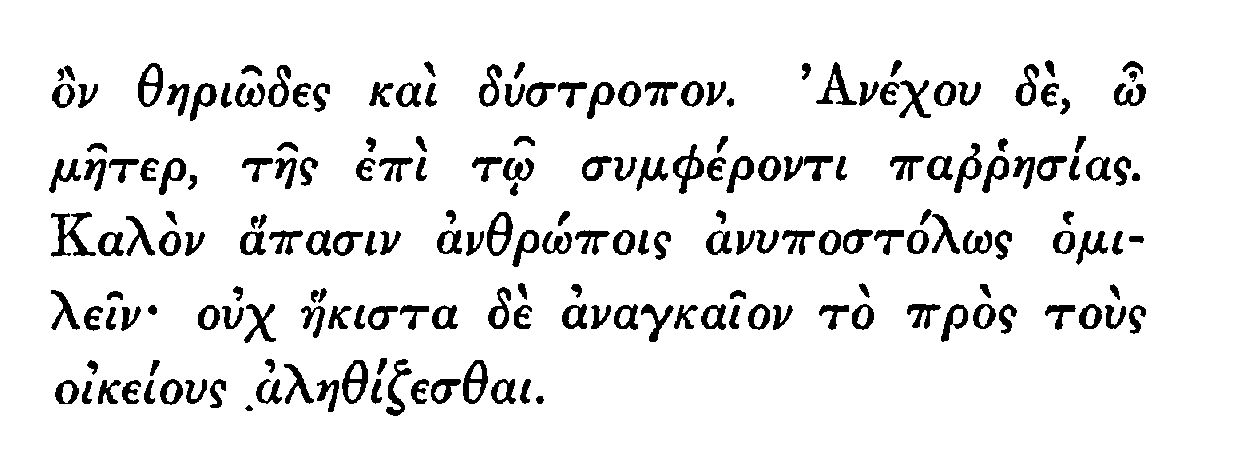 ὂν θηριῶδες καὶ δύστροπον. Ἀνέχου δὲ, ὦ
μῆτερ, τῆς ἐπὶ τῷ συμφέροντι παῤῥησίας.
Καλὸν ἅπασιν ἀνθρώποις ἀνυποστόλως ὁμι-
λεῖν· οὐχ ἥκιστα δὲ ἀναγκαῖον τὸ πρὸς τοὺς
οἰκείους ἀληθίζεσθαι.